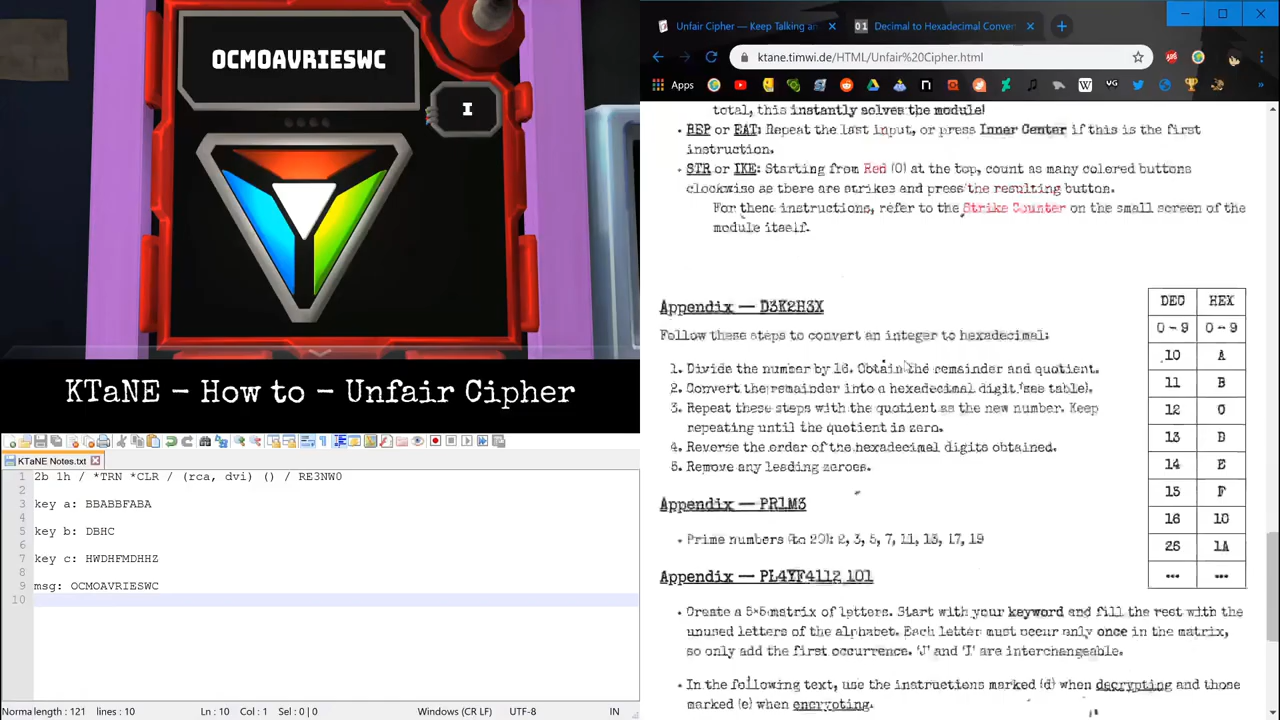 OCMOAVRIESWC
I
KTaNE - How to - Unfair Cipher
KTaNE Notes.txt
1 2b 1h / *TRN *CLR / (rca, dvi) () / RE3NW0
2
3 key a: BBABBFABA
4
5 key b: DBHC
6
7 key c: HWDHFMDHHZ
8
9 msg: OCMOAVRIESWC
10
Norma length: 121 lines: 10 Ln: 10 Col: 1 Sel: 0 | 0 Windows (CR LF) UTF-8 IN
Unfair Cipher — Keep Talking an
01 Decimal to Hexadecimal Convert
ktane.timwi.de/HTML/Unfair%20Cipher.html
Apps
total, this instantly solves the module!
• REP or EAT: Repeat the last input, or press Inner Center if this is the first
instruction.
• STR or IKE: Starting from Red (0) at the top, count as many colored buttons
clockwise as there are strikes and press the resulting button.
For these instructions, refer to the Strike Counter on the small screen of the
module itself.
Appendix — D3K2H3X
Follow these steps to convert an integer to hexadecimal:
1. Divide the number by 16. Obtain the remainder and quotient.
2. Convert the remainder into a hexadecimal digit (see table).
3. Repeat these steps with the quotient as the new number. Keep
repeating until the quotient is zero.
4. Reverse the order of the hexadecimal digits obtained.
5. Remove any leading zeroes.
DEC HEX
0-9 0-9
10 A
11 B
12 C
13 D
14 E
15 F
16 10
26 1A
... ...
Appendix — PR1M3
• Prime numbers (to 20): 2, 3, 5, 7, 11, 13, 17, 19
Appendix — PL4YF41R 101
• Create a 5*5 matrix of letters. Start with your keyword and fill the rest with the
unused letters of the alphabet. Each letter must occur only once in the matrix,
so only add the first occurrence. 'J' and 'I' are interchangeable.
• In the following text, use the instructions marked (d) when decrypting and those
marked (e) when encrypting.